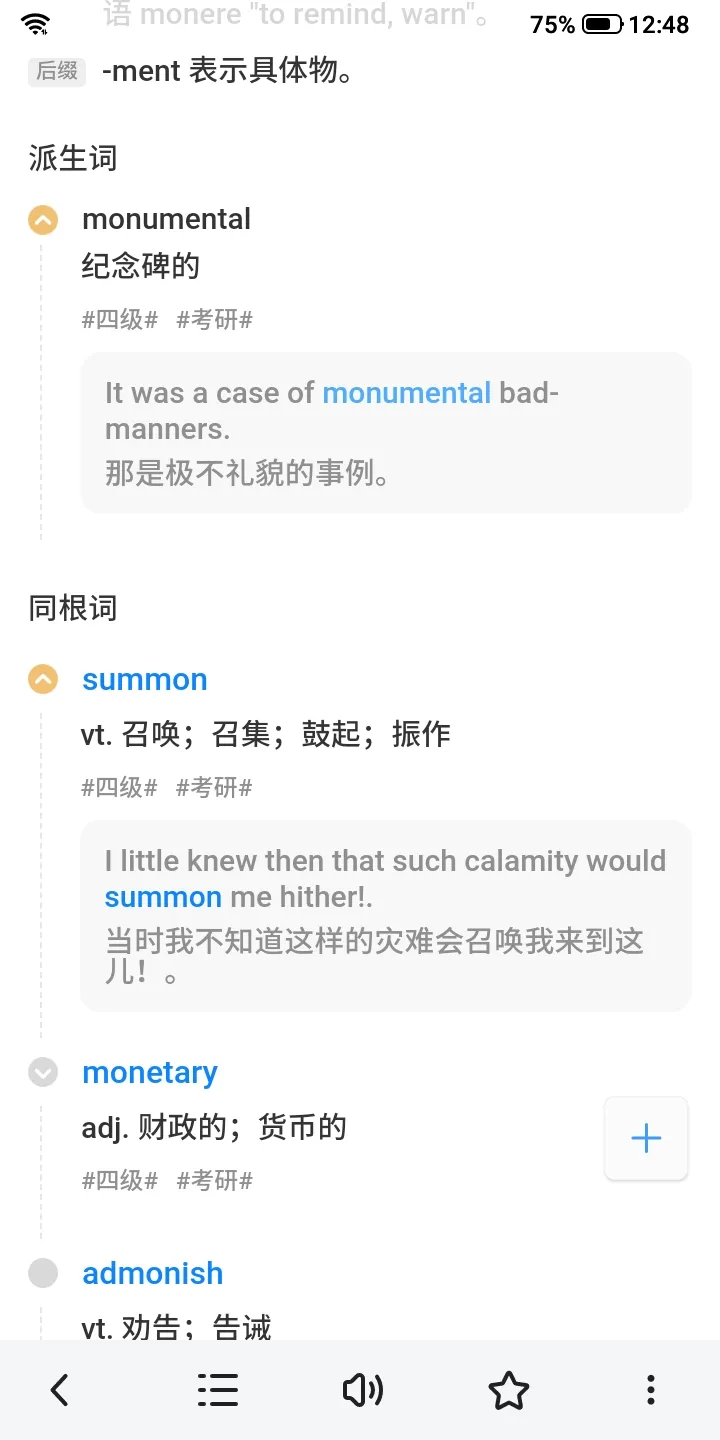 语 monere "to remind, warn"。
75% 12:48
后缀 -ment 表示具体物。
派生词
monumental
纪念碑的
#四级# #考研#
It was a case of monumental bad-
manners.
那是极不礼貌的事例。
同根词
summon
vt. 召唤；召集；鼓起；振作
#四级# #考研#
I little knew then that such calamity would
summon me hither!.
当时我不知道这样的灾难会召唤我来到这
儿！。
monetary
adj. 财政的；货币的
#四级# #考研#
admonish
vt. 劝告；告诫